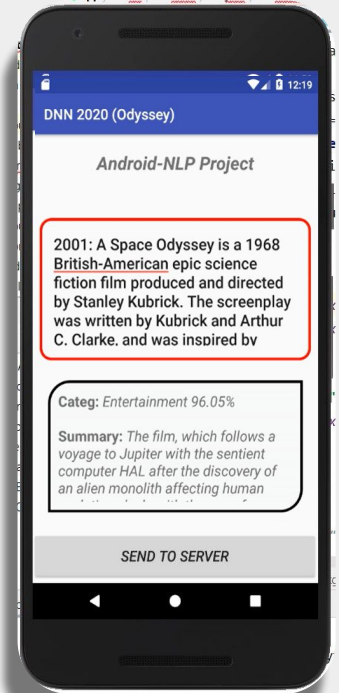 12:19
DNN 2020 (Odyssey)
Android-NLP Project
2001: A Space Odyssey is a 1968
British-American epic science
fiction film produced and directed
by Stanley Kubrick. The screenplay
was written by Kubrick and Arthur
C. Clarke, and was inspired by
Categ: Entertainment 96.05%
Summary: The film, which follows a
voyage to Jupiter with the sentient
computer HAL after the discovery of
an alien monolith affecting human
SEND TO SERVER